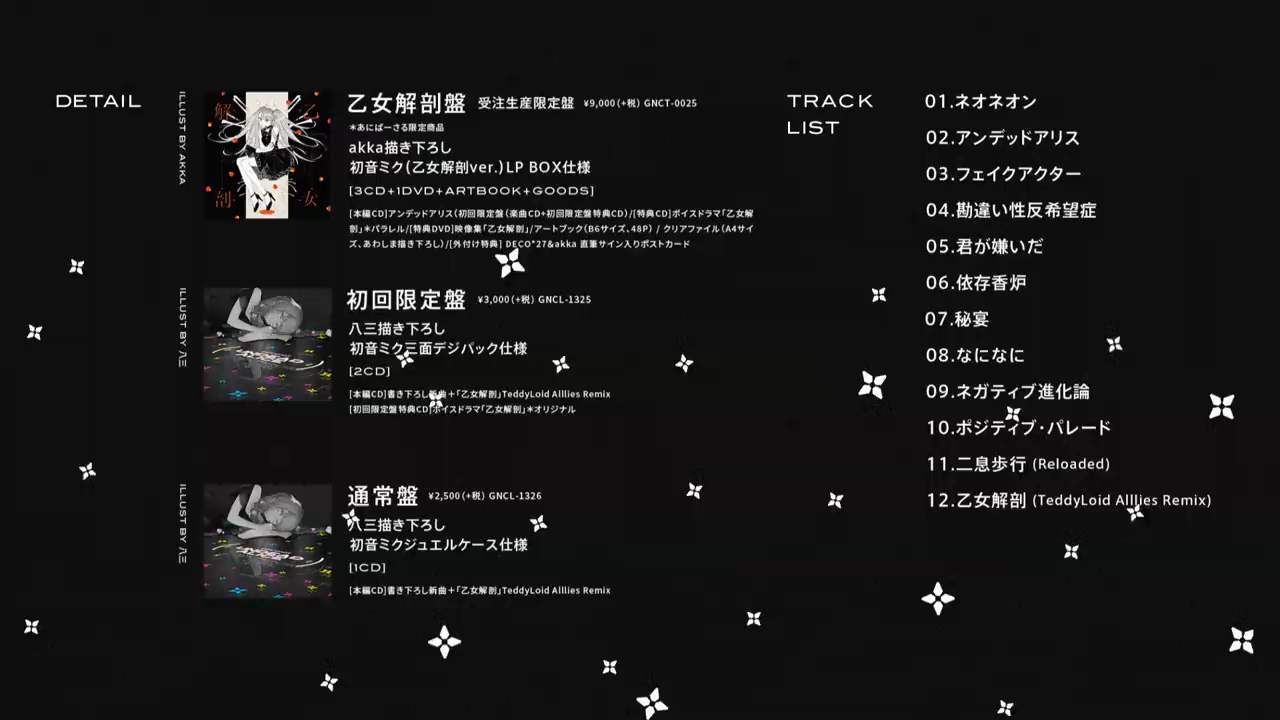 DETAIL
ILLUST BY AKKA
解 乙
剖 女
乙女解剖盤 受注生産限定盤 ¥9,000(+税) GNCT-0025
*あにばーさる限定商品
akka描き下ろし
初音ミク(乙女解剖ver.)LP BOX仕様
[3CD+1DVD+ARTBOOK+GOODS]
[本編CD]アンデッドアリス(初回限定盤(楽曲CD+初回限定盤特典CD)/[特典CD]ボイスドラマ「乙女解
剖」*パラレル/[特典DVD]映像集「乙女解剖」/アートブック(B6サイズ、48P) / クリアファイル(A4サイ
ズ、あわしま描き下ろし)/[外付け特典] DECO*27&akka 直筆サイン入りポストカード
ILLUST BY 八三
初回限定盤 ¥3,000(+税) GNCL-1325
八三描き下ろし
初音ミク三面デジパック仕様
[2CD]
[本編CD]書き下ろし新曲+「乙女解剖」TeddyLoid Alllies Remix
[初回限定盤特典CD]ボイスドラマ「乙女解剖」*オリジナル
ILLUST BY 八三
通常盤 ¥2,500(+税) GNCL-1326
八三描き下ろし
初音ミクジュエルケース仕様
[1CD]
[本編CD]書き下ろし新曲+「乙女解剖」TeddyLoid Alllies Remix
TRACK
LIST
01.ネオネオン
02.アンデッドアリス
03.フェイクアクター
04.勘違い性反希望症
05.君が嫌いだ
06.依存香炉
07.秘宴
08.なになに
09.ネガティブ進化論
10.ポジティブ・パレード
11.二息歩行 (Reloaded)
12.乙女解剖 (TeddyLoid Alllies Remix)